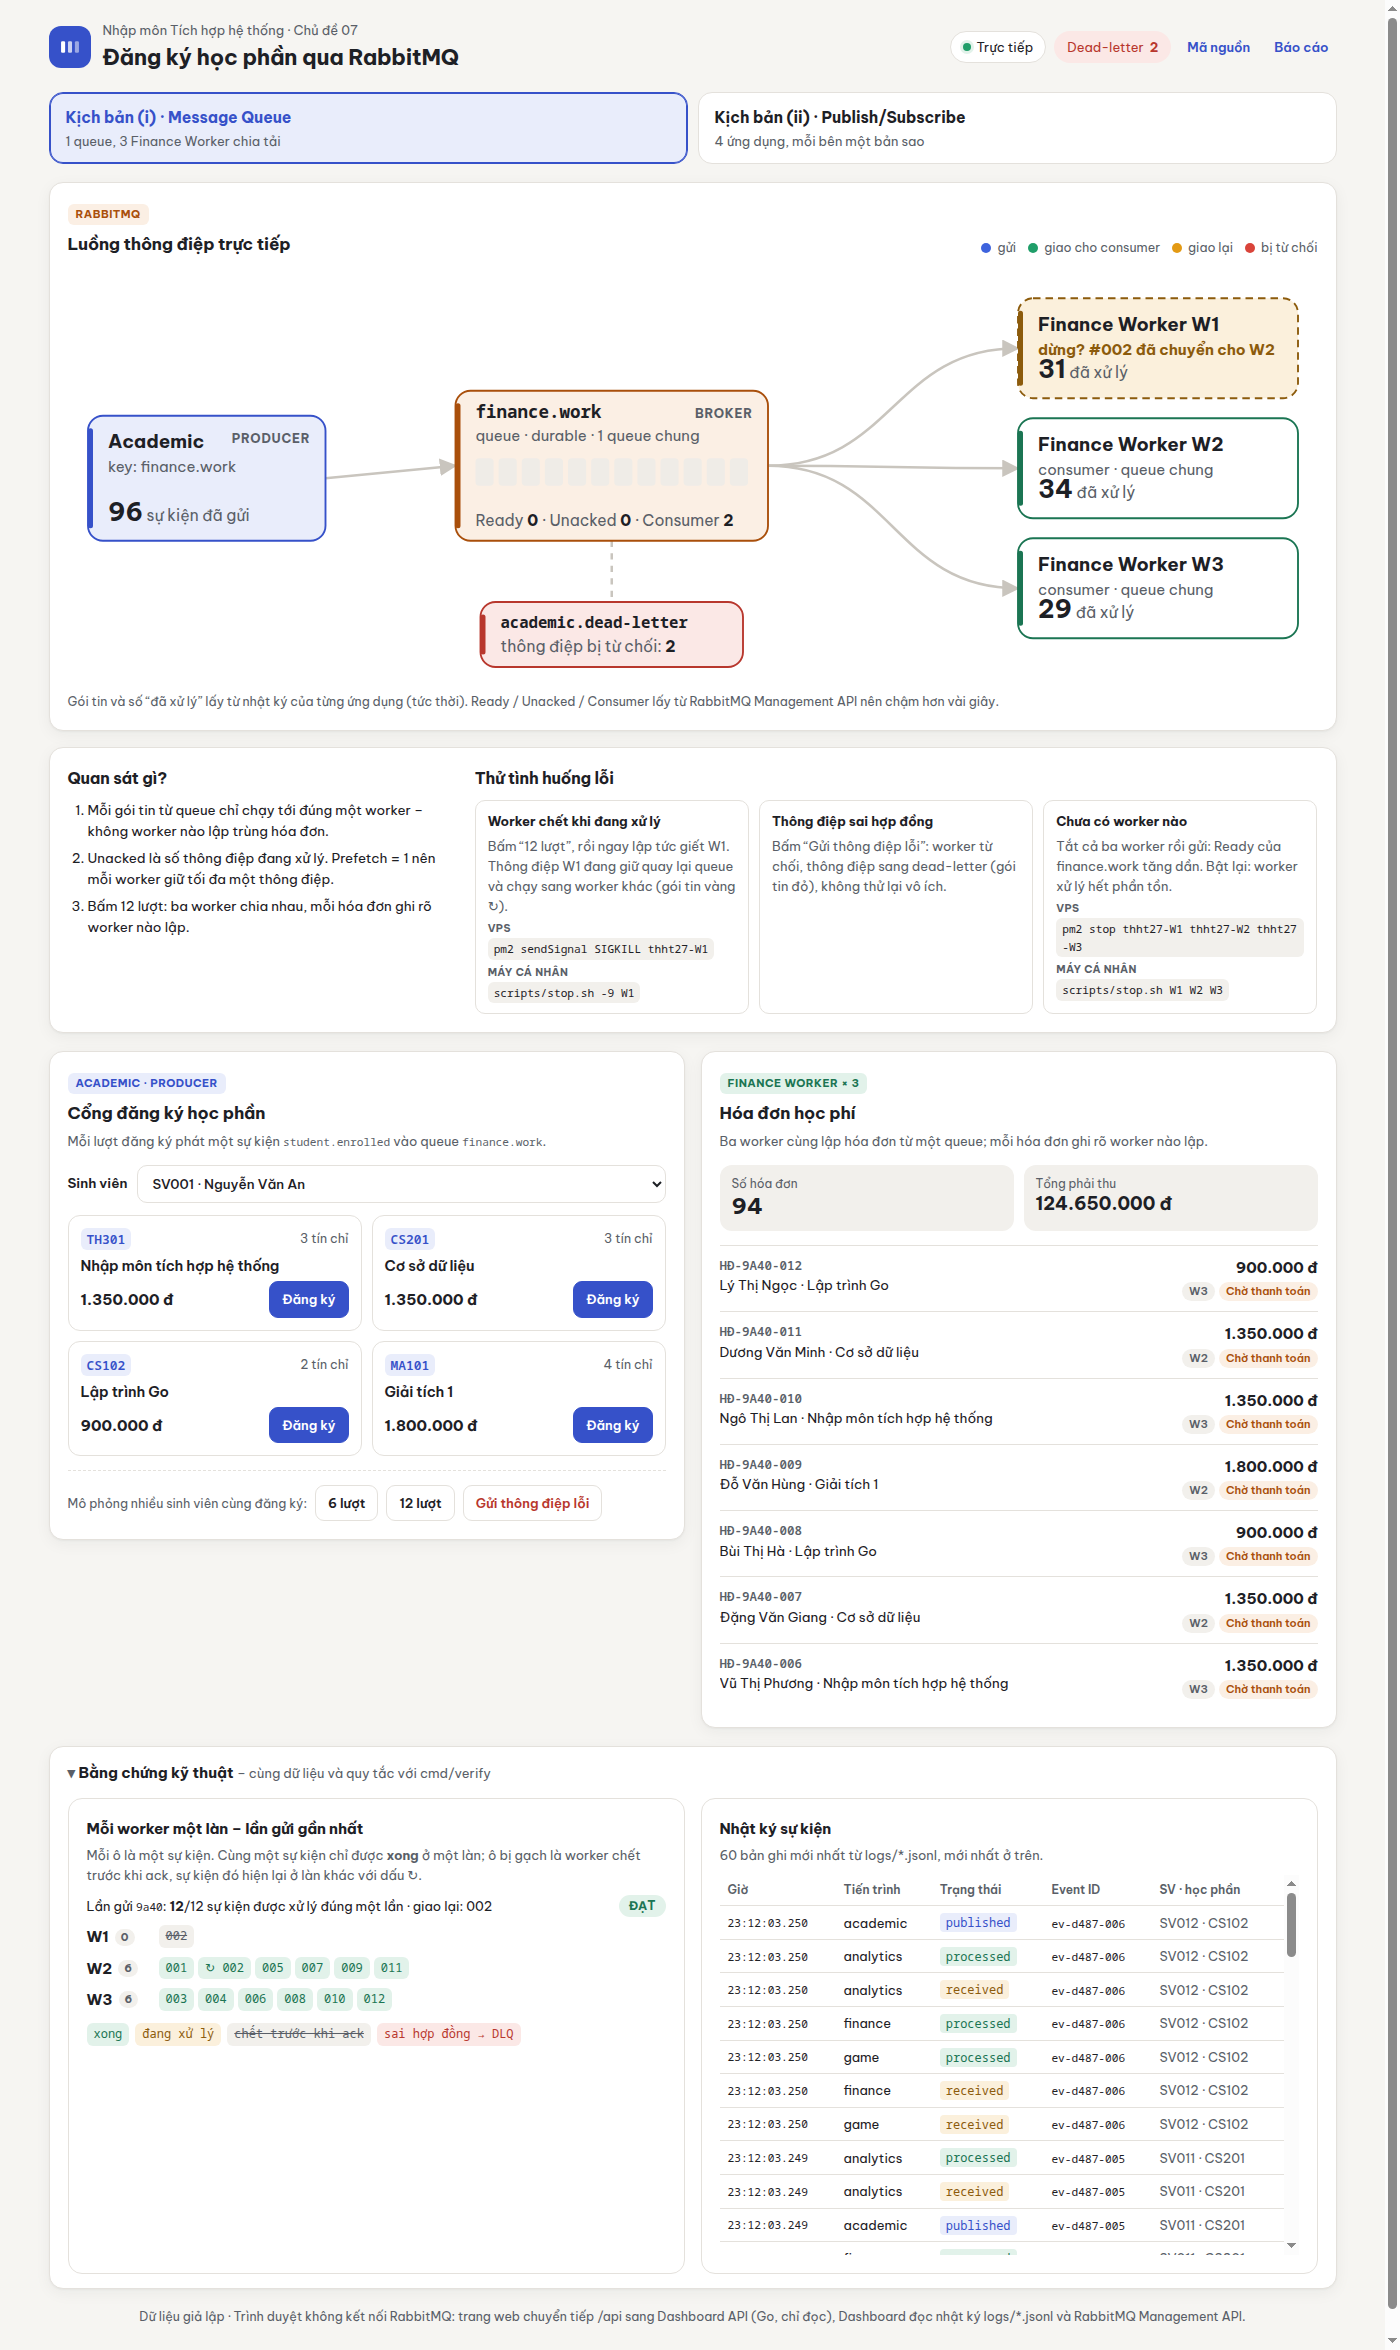 Nhập môn Tích hợp hệ thống · Chủ đề 07
Đăng ký học phần qua RabbitMQ
Trực tiếp
Dead-letter 2
Mã nguồn
Báo cáo
Kịch bản (i) · Message Queue
1 queue, 3 Finance Worker chia tải
Kịch bản (ii) · Publish/Subscribe
4 ứng dụng, mỗi bên một bản sao
RABBITMQ
Luồng thông điệp trực tiếp
gửi
giao cho consumer
giao lại
bị từ chối
Academic
PRODUCER
key: finance.work
96 sự kiện đã gửi
finance.work
BROKER
queue · durable · 1 queue chung
Ready 0 · Unacked 0 · Consumer 2
academic.dead-letter
thông điệp bị từ chối: 2
Finance Worker W1
dừng? #002 đã chuyển cho W2
31 đã xử lý
Finance Worker W2
consumer · queue chung
34 đã xử lý
Finance Worker W3
consumer · queue chung
29 đã xử lý
Gói tin và số “đã xử lý” lấy từ nhật ký của từng ứng dụng (tức thời). Ready / Unacked / Consumer lấy từ RabbitMQ Management API nên chậm hơn vài giây.
Quan sát gì?
1. Mỗi gói tin từ queue chỉ chạy tới đúng một worker –
không worker nào lập trùng hóa đơn.
2. Unacked là số thông điệp đang xử lý. Prefetch = 1 nên
mỗi worker giữ tối đa một thông điệp.
3. Bấm 12 lượt: ba worker chia nhau, mỗi hóa đơn ghi rõ
worker nào lập.
Thử tình huống lỗi
Worker chết khi đang xử lý
Bấm “12 lượt”, rồi ngay lập tức giết W1.
Thông điệp W1 đang giữ quay lại queue
và chạy sang worker khác (gói tin vàng
↻).
VPS
pm2 sendSignal SIGKILL thht27-W1
MÁY CÁ NHÂN
scripts/stop.sh -9 W1
Thông điệp sai hợp đồng
Bấm “Gửi thông điệp lỗi”: worker từ
chối, thông điệp sang dead-letter (gói
tin đỏ), không thử lại vô ích.
Chưa có worker nào
Tắt cả ba worker rồi gửi: Ready của
finance.work tăng dần. Bật lại: worker
xử lý hết phần tồn.
VPS
pm2 stop thht27-W1 thht27-W2 thht27
-W3
MÁY CÁ NHÂN
scripts/stop.sh W1 W2 W3
ACADEMIC · PRODUCER
Cổng đăng ký học phần
Mỗi lượt đăng ký phát một sự kiện student.enrolled vào queue finance.work.
Sinh viên
SV001 · Nguyễn Văn An
TH301
3 tín chỉ
Nhập môn tích hợp hệ thống
1.350.000 đ
Đăng ký
CS201
3 tín chỉ
Cơ sở dữ liệu
1.350.000 đ
Đăng ký
CS102
2 tín chỉ
Lập trình Go
900.000 đ
Đăng ký
MA101
4 tín chỉ
Giải tích 1
1.800.000 đ
Đăng ký
Mô phỏng nhiều sinh viên cùng đăng ký:
6 lượt
12 lượt
Gửi thông điệp lỗi
FINANCE WORKER × 3
Hóa đơn học phí
Ba worker cùng lập hóa đơn từ một queue; mỗi hóa đơn ghi rõ worker nào lập.
Số hóa đơn
94
Tổng phải thu
124.650.000 đ
HĐ-9A40-012
900.000 đ
Lý Thị Ngọc · Lập trình Go
W3
Chờ thanh toán
HĐ-9A40-011
1.350.000 đ
Dương Văn Minh · Cơ sở dữ liệu
W2
Chờ thanh toán
HĐ-9A40-010
1.350.000 đ
Ngô Thị Lan · Nhập môn tích hợp hệ thống
W3
Chờ thanh toán
HĐ-9A40-009
1.800.000 đ
Đỗ Văn Hùng · Giải tích 1
W2
Chờ thanh toán
HĐ-9A40-008
900.000 đ
Bùi Thị Hà · Lập trình Go
W3
Chờ thanh toán
HĐ-9A40-007
1.350.000 đ
Đặng Văn Giang · Cơ sở dữ liệu
W2
Chờ thanh toán
HĐ-9A40-006
1.350.000 đ
Vũ Thị Phương · Nhập môn tích hợp hệ thống
W3
Chờ thanh toán
▼ Bằng chứng kỹ thuật – cùng dữ liệu và quy tắc với cmd/verify
Mỗi worker một làn – lần gửi gần nhất
Mỗi ô là một sự kiện. Cùng một sự kiện chỉ được xong ở một làn; ô bị gạch là worker chết
trước khi ack, sự kiện đó hiện lại ở làn khác với dấu ↻.
Lần gửi 9a40: 12/12 sự kiện được xử lý đúng một lần · giao lại: 002
ĐẠT
W1 0 002
W2 6 001 ↻ 002 005 007 009 011
W3 6 003 004 006 008 010 012
xong
đang xử lý
chết trước khi ack
sai hợp đồng → DLQ
Nhật ký sự kiện
60 bản ghi mới nhất từ logs/*.jsonl, mới nhất ở trên.
Giờ Tiến trình Trạng thái Event ID SV · học phần
23:12:03.250 academic published ev-d487-006 SV012 · CS102
23:12:03.250 analytics processed ev-d487-006 SV012 · CS102
23:12:03.250 analytics received ev-d487-006 SV012 · CS102
23:12:03.250 finance processed ev-d487-006 SV012 · CS102
23:12:03.250 game processed ev-d487-006 SV012 · CS102
23:12:03.250 finance received ev-d487-006 SV012 · CS102
23:12:03.250 game received ev-d487-006 SV012 · CS102
23:12:03.249 analytics processed ev-d487-005 SV011 · CS201
23:12:03.249 analytics received ev-d487-005 SV011 · CS201
23:12:03.249 academic published ev-d487-005 SV011 · CS201
Dữ liệu giả lập · Trình duyệt không kết nối RabbitMQ: trang web chuyển tiếp /api sang Dashboard API (Go, chỉ đọc), Dashboard đọc nhật ký logs/*.jsonl và RabbitMQ Management API.